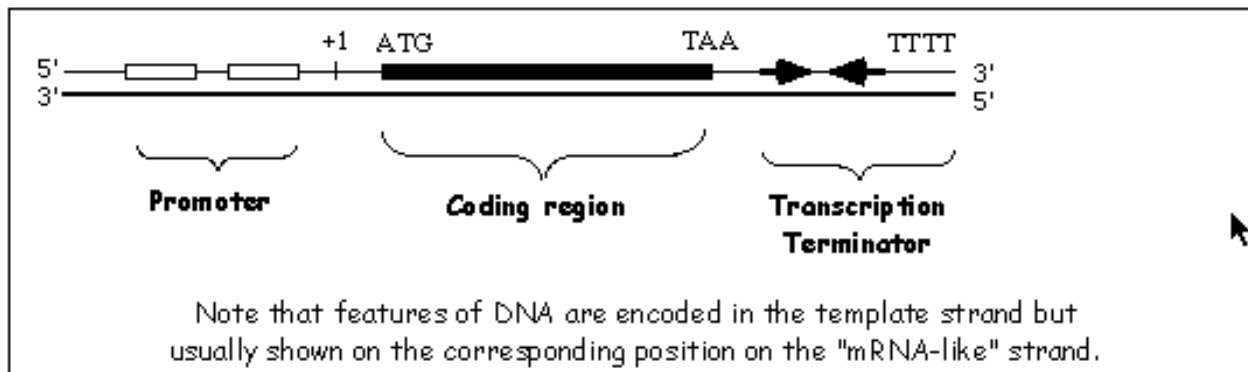 +1 ATG TAA TTTT
5' 3'
3' 5'
Promoter Coding region Transcription
Terminator
Note that features of DNA are encoded in the template strand but
usually shown on the corresponding position on the "mRNA-like" strand.